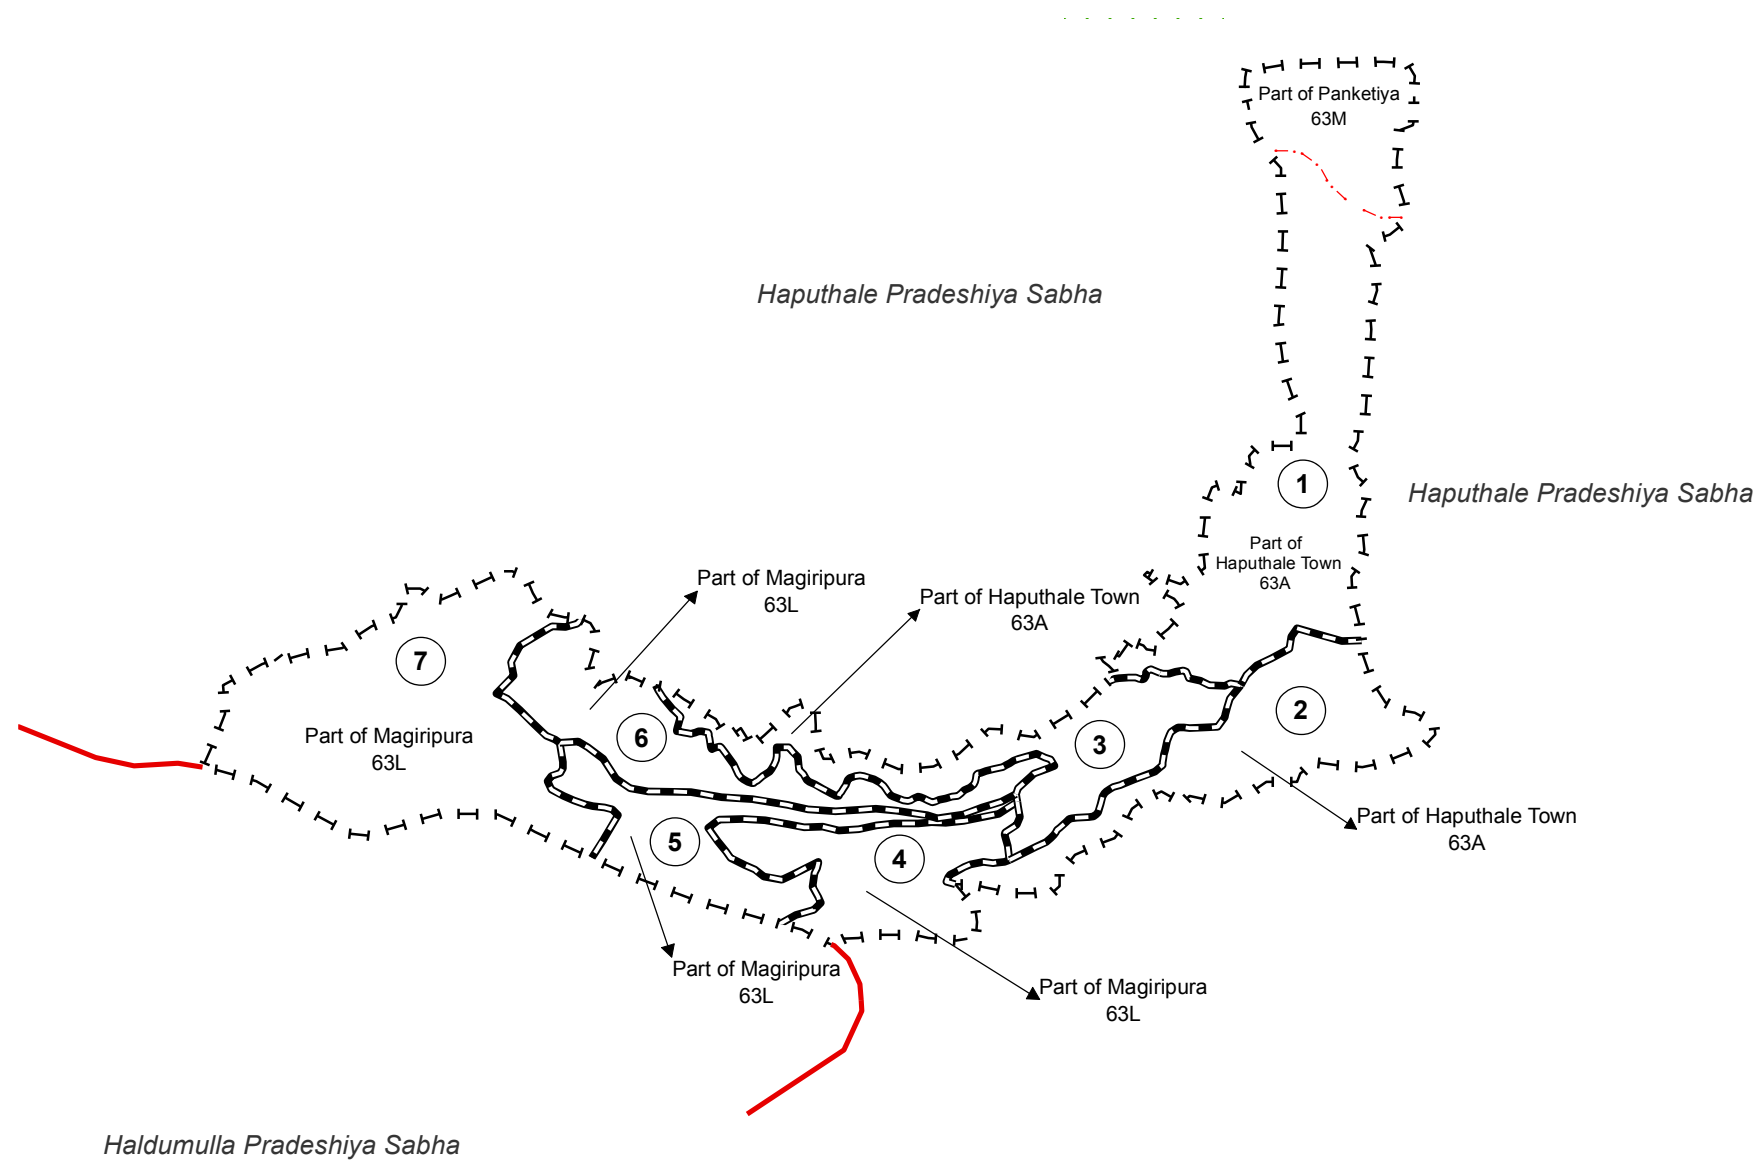 Part of Panketiya
63M
Haputhale Pradeshiya Sabha
1
Haputhale Pradeshiya Sabha
Part of
Haputhale Town
63A
Part of Magiripura
63L
Part of Haputhale Town
63A
7
2
Part of Magiripura
63L
6
3
Part of Haputhale Town
63A
5
4
Part of Magiripura
63L
Part of Magiripura
63L
Haldumulla Pradeshiya Sabha